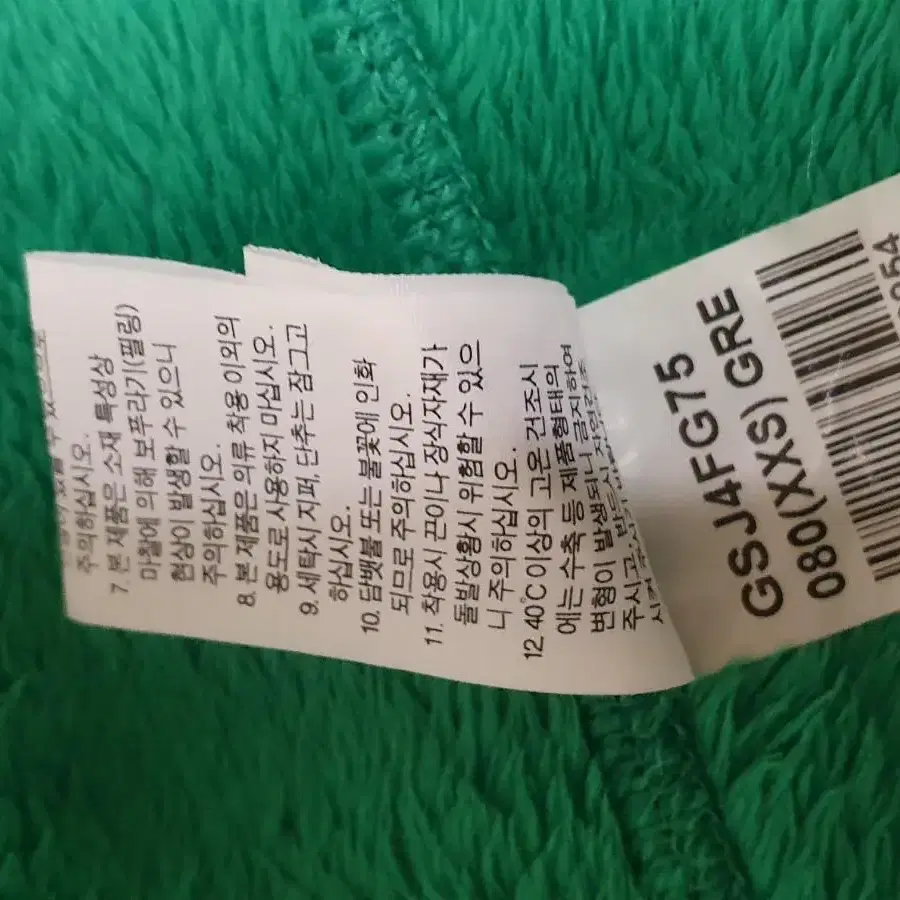 주의하십시오.
7. 본 제품은 소재 특성상
마찰에 의해 보푸라기(필링)
현상이 발생할 수 있으니
주의하십시오.
8. 본 제품은 의류 착용 이외의
용도로 사용하지 마십시오.
9. 세탁시 지퍼, 단추는 잠그고
하십시오.
10. 담뱃불 또는 불꽃에 인화
되므로 주의하십시오.
11. 착용시 끈이나 장식자재가
돌발상황시 위험할 수 있으
니 주의하십시오.
12. 40℃ 이상의 고온 건조시
에는 수축 등 제품형태의
변형이 발생되니 금지하여
주시고
GSJ4FG75
080(XXS) GRE